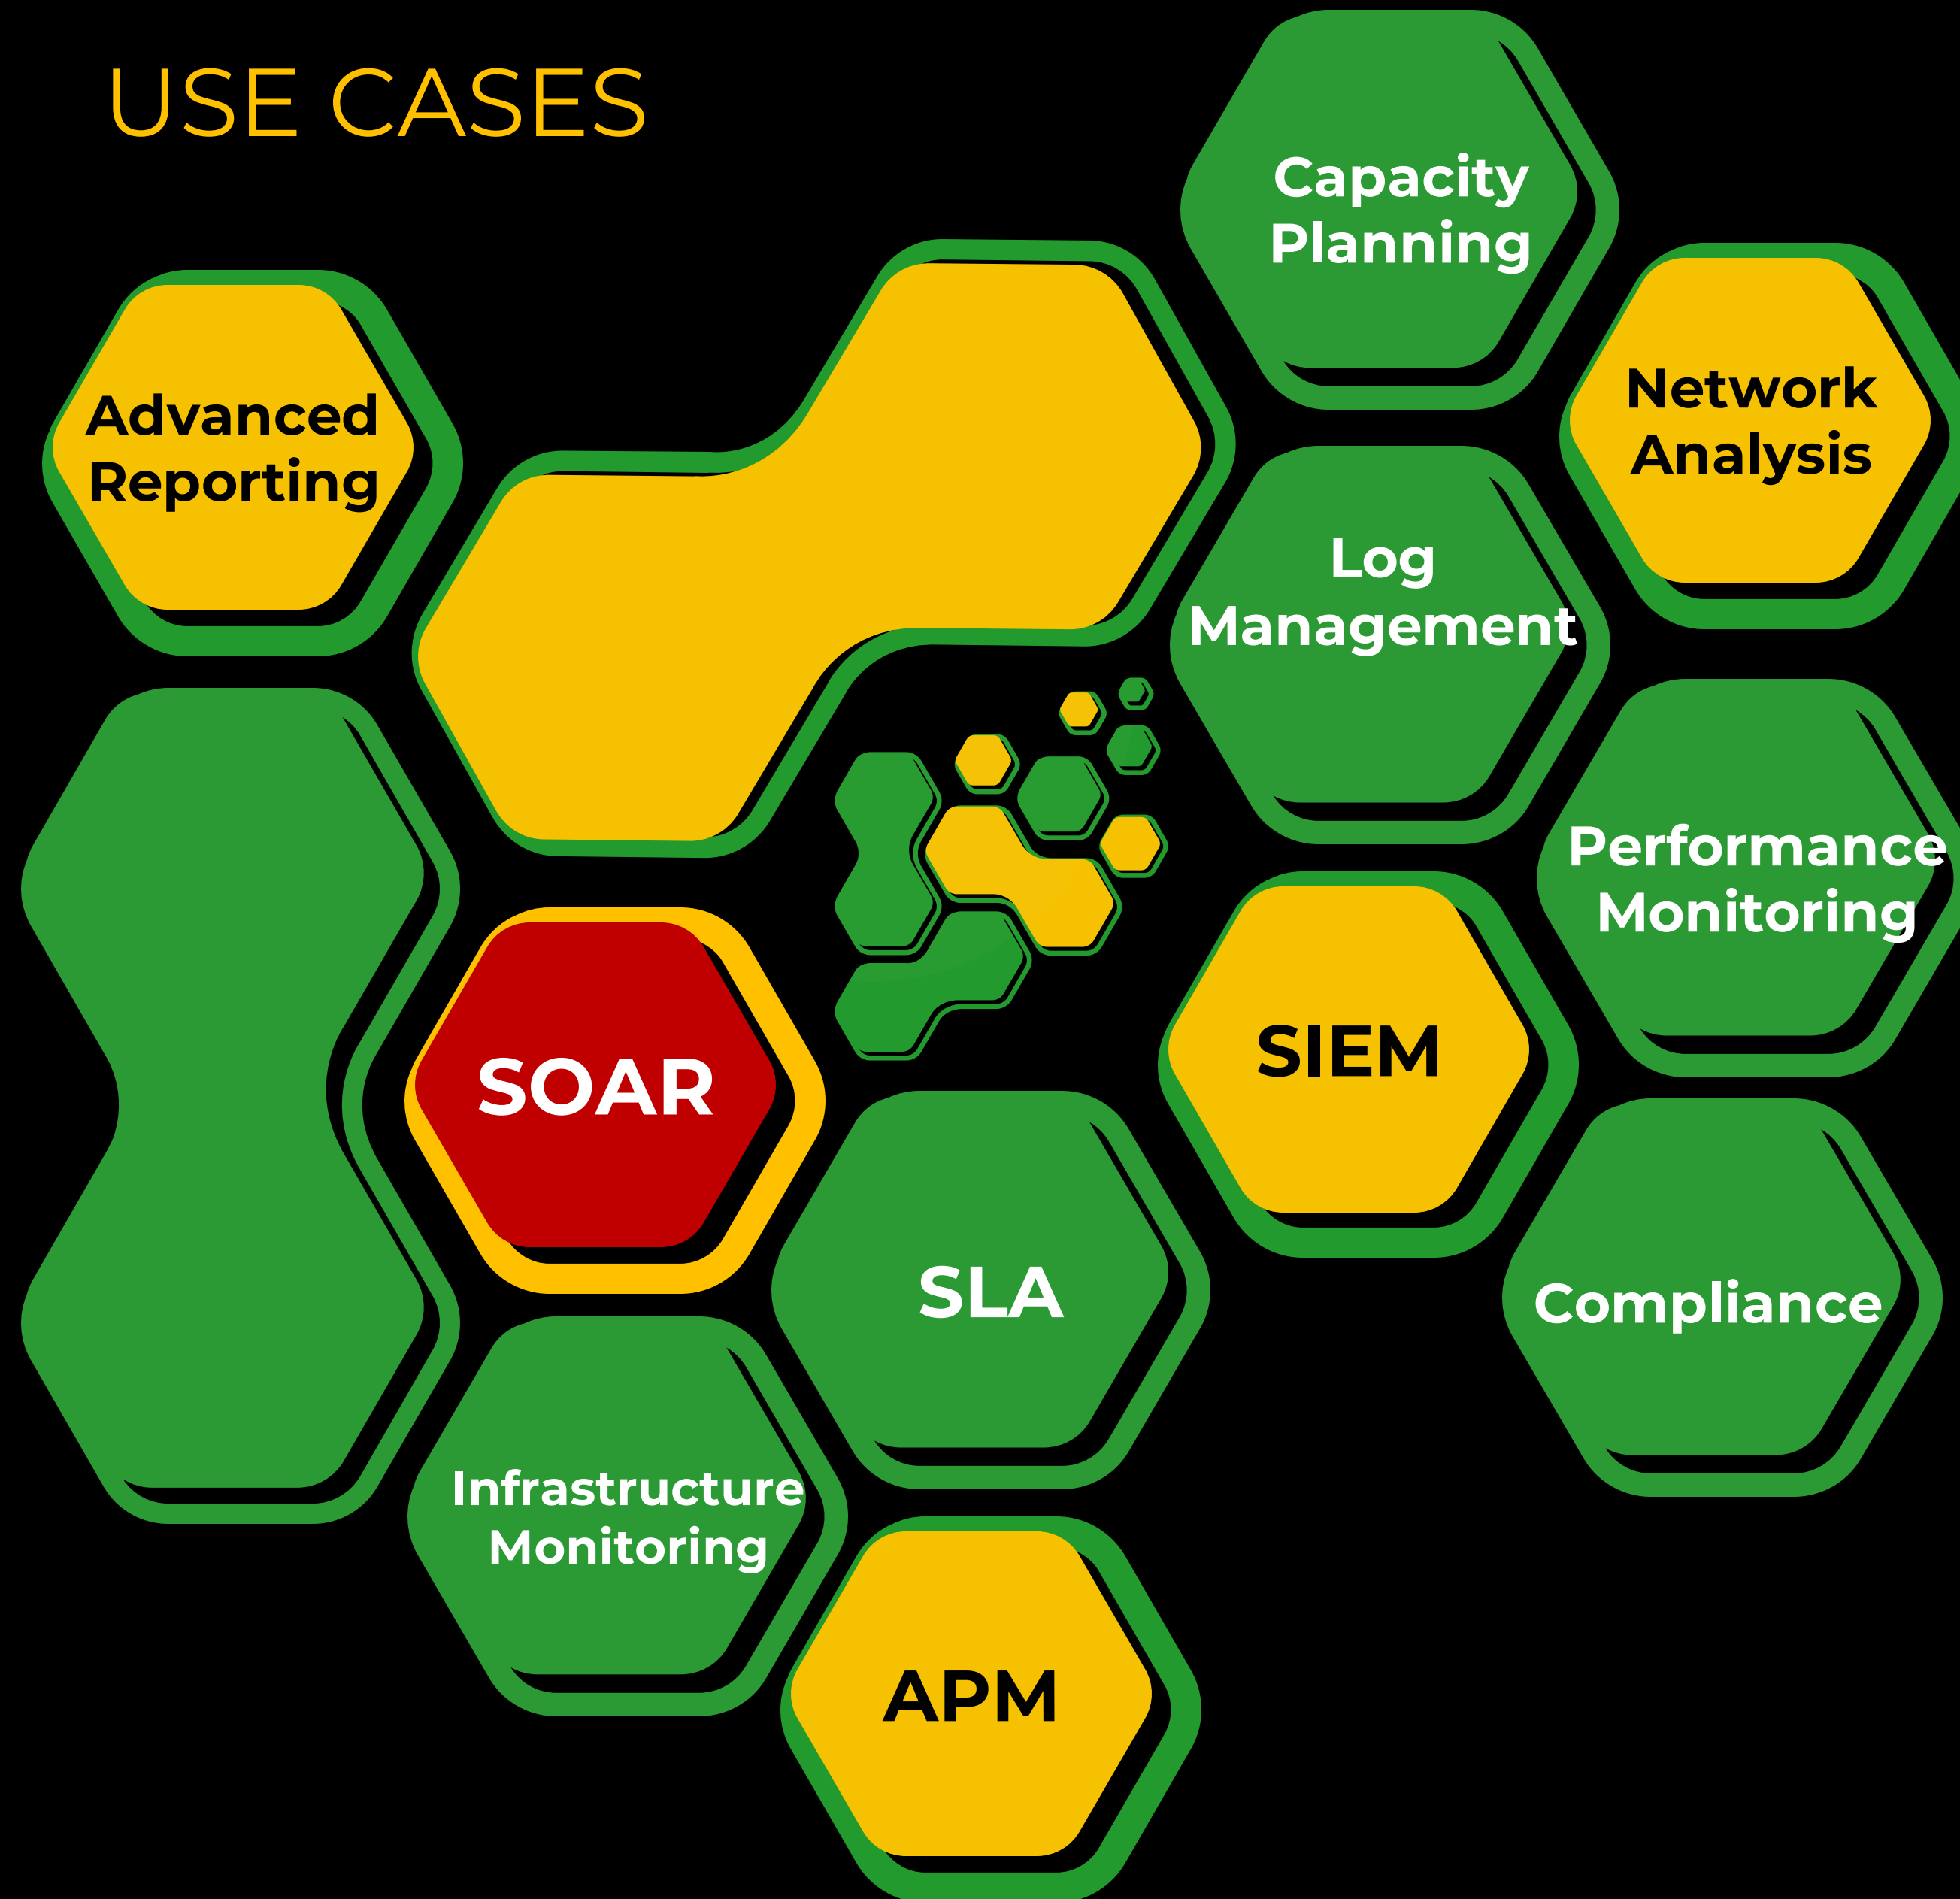 USE CASES
Capacity
Planning
Network
Analysis
Advanced
Reporting
Log
Management
Performance
Monitoring
SIEM
SOAR
SLA
Compliance
Infrastructure
Monitoring
APM